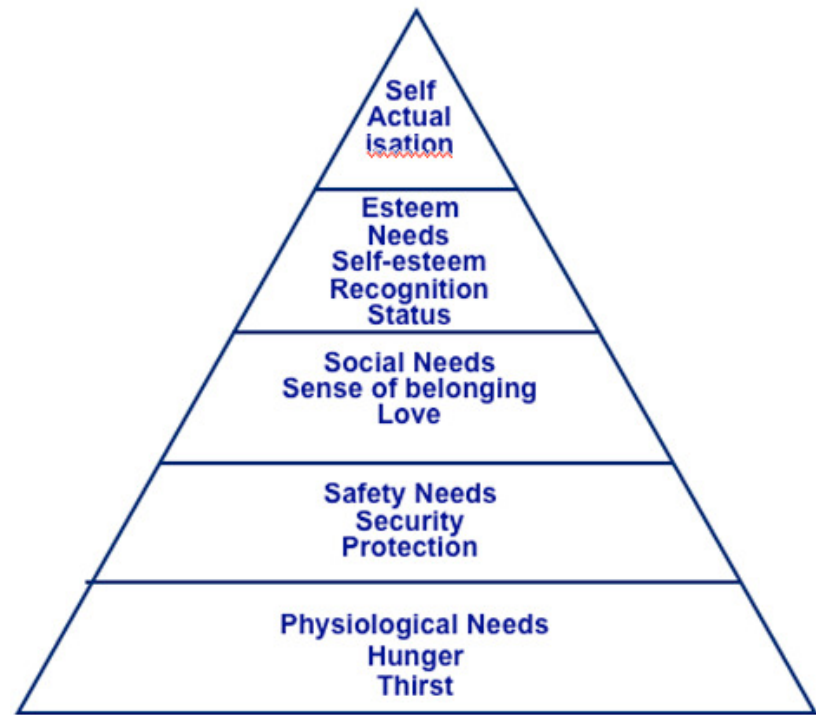 Self
Actual
isation
Esteem
Needs
Self-esteem
Recognition
Status
Social Needs
Sense of belonging
Love
Safety Needs
Security
Protection
Physiological Needs
Hunger
Thirst